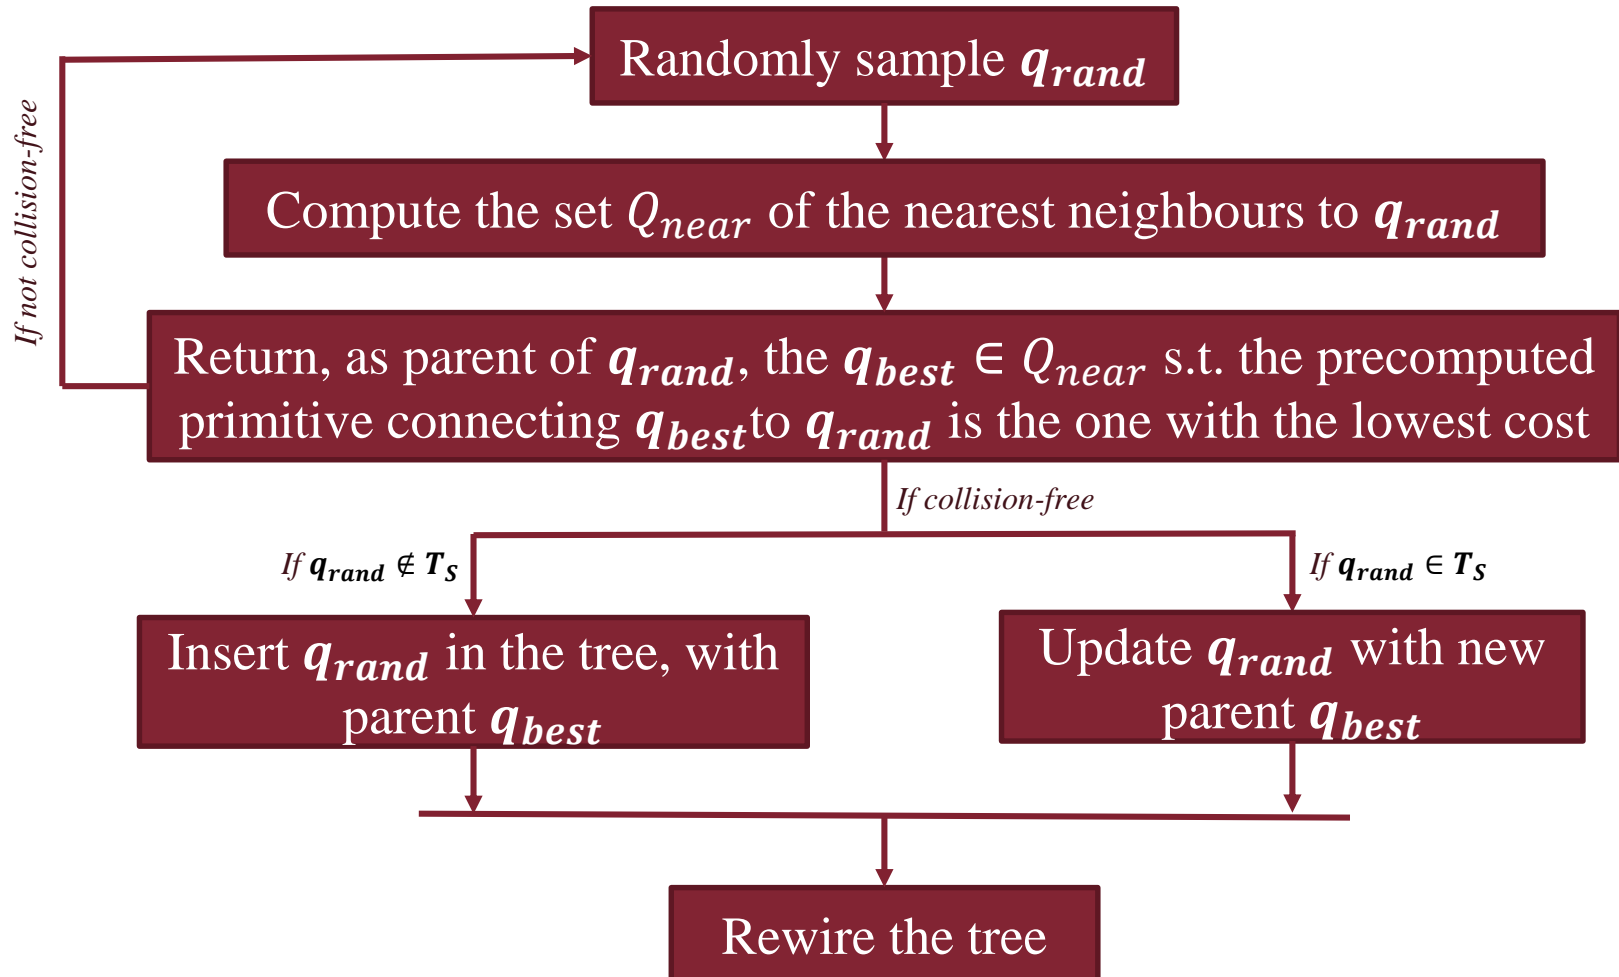 Randomly sample q_rand
If not collision-free
Compute the set Q_near of the nearest neighbours to q_rand
Return, as parent of q_rand, the q_best ∈ Q_near s.t. the precomputed
primitive connecting q_best to q_rand is the one with the lowest cost
If collision-free
If q_rand ∉ T_S
If q_rand ∈ T_S
Insert q_rand in the tree, with
parent q_best
Update q_rand with new
parent q_best
Rewire the tree